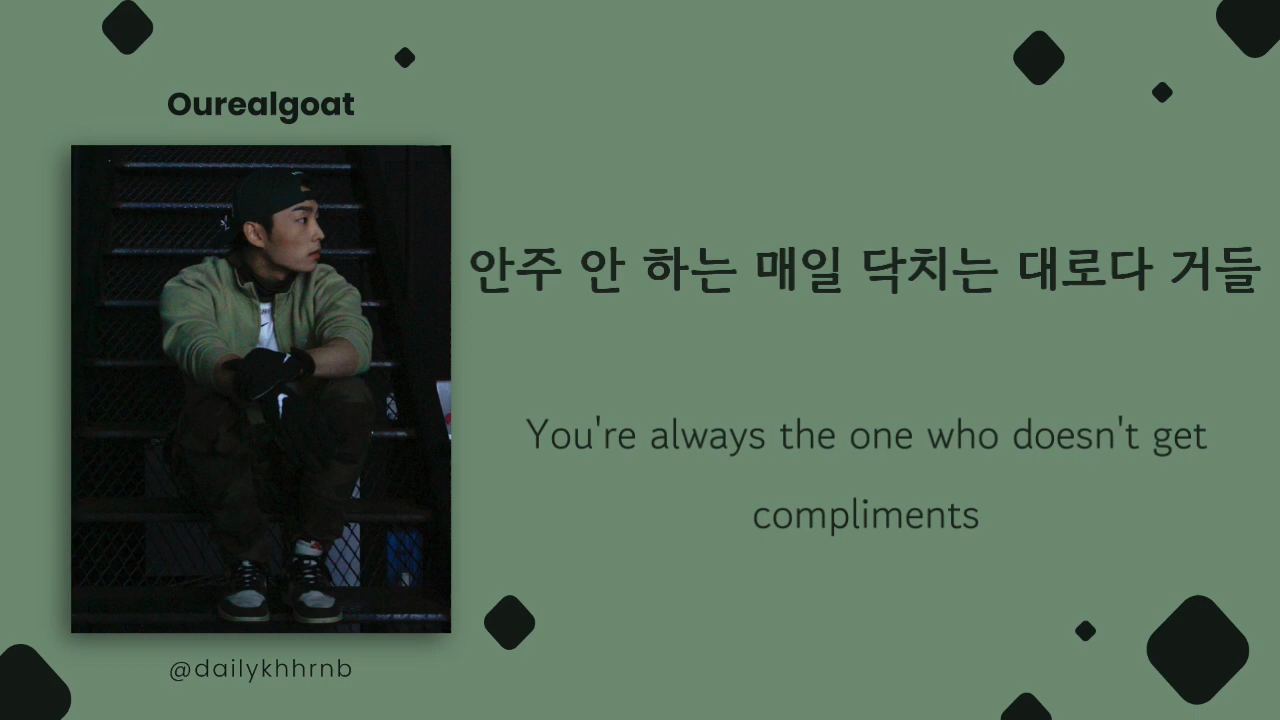 Ourealgoat
안주 안 하는 매일 닥치는 대로다 거들
You're always the one who doesn't get
compliments
@dailykhhrnb